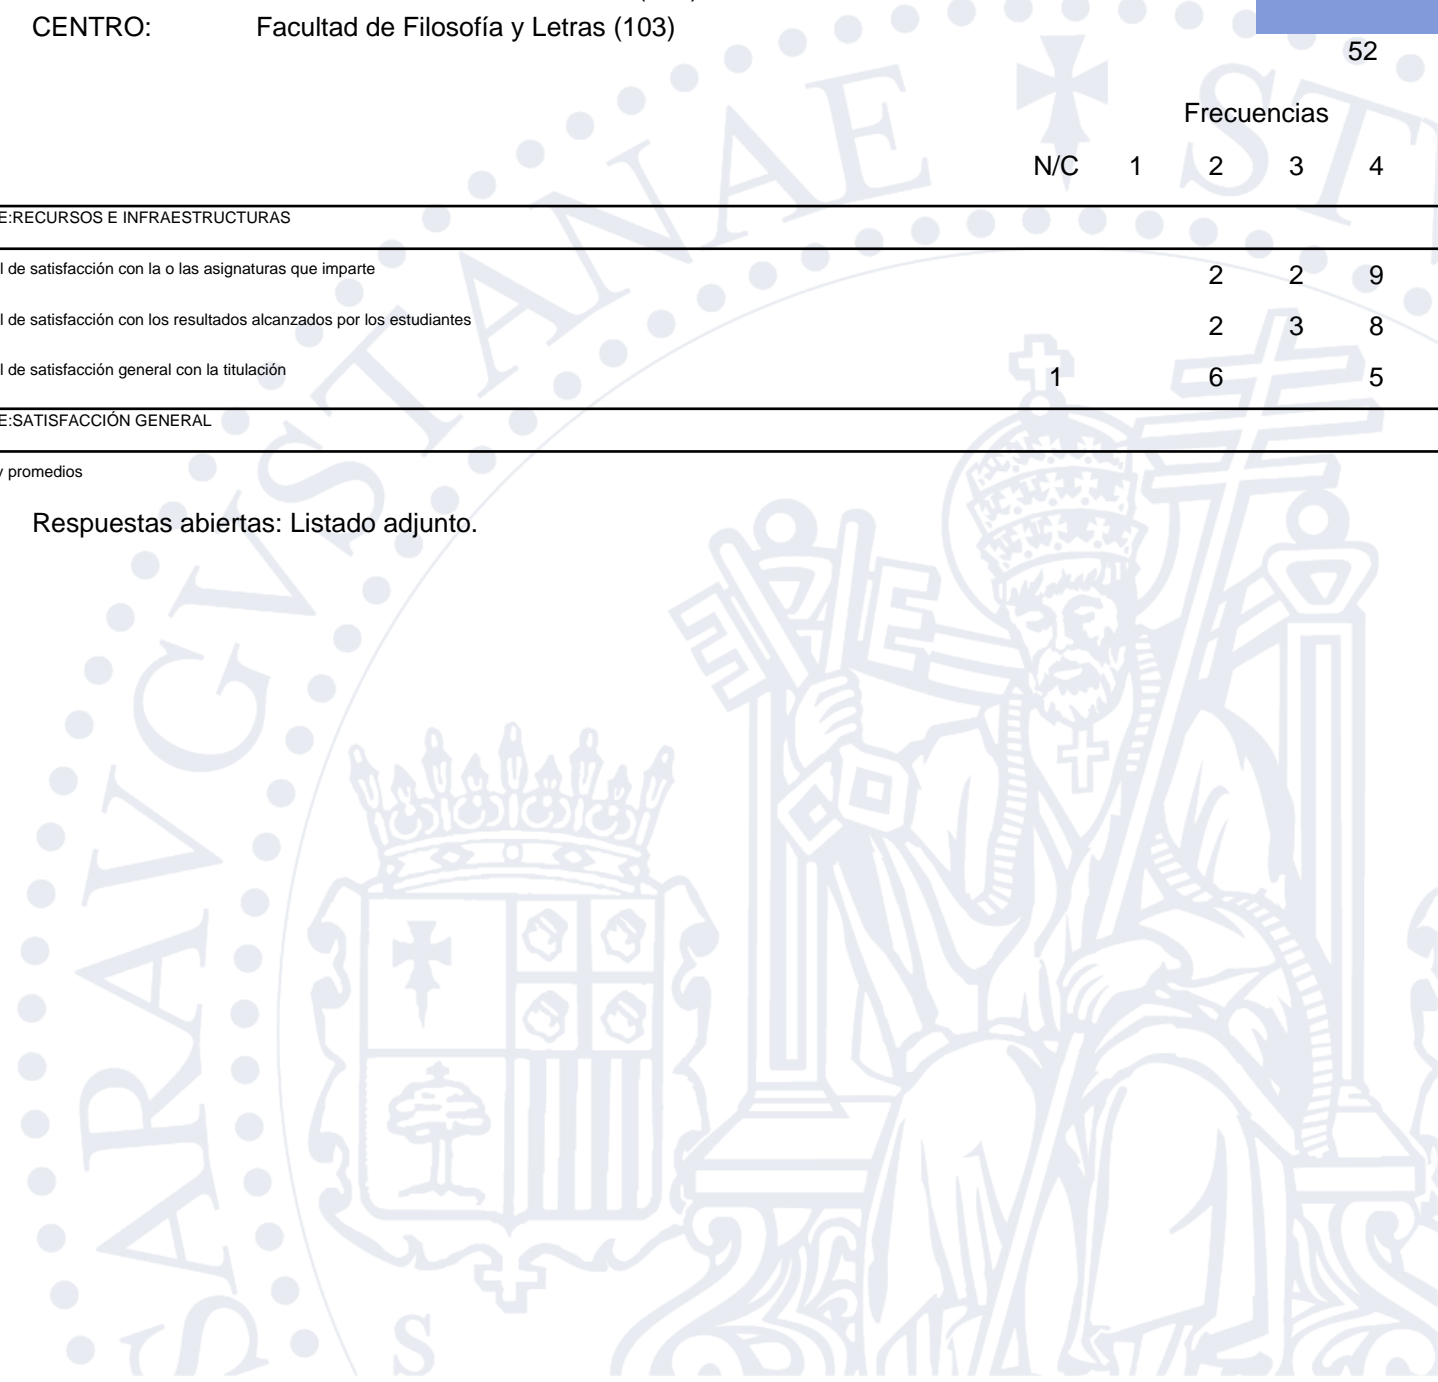 CENTRO: Facultad de Filosofía y Letras (103)
52
Frecuencias
N/C 1 2 3 4
E:RECURSOS E INFRAESTRUCTURAS
l de satisfacción con la o las asignaturas que imparte 2 2 9
l de satisfacción con los resultados alcanzados por los estudiantes 2 3 8
l de satisfacción general con la titulación 1 6 5
E:SATISFACCIÓN GENERAL
y promedios
Respuestas abiertas: Listado adjunto.